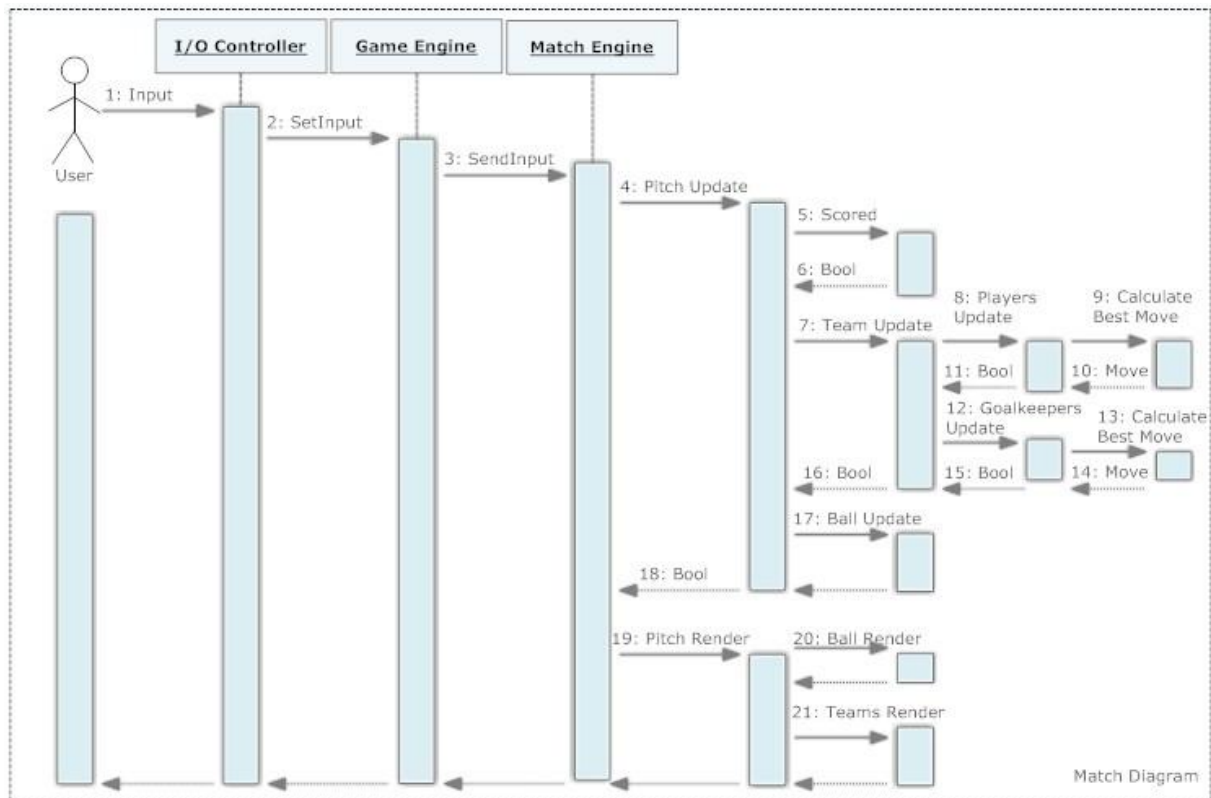 I/O Controller
Game Engine
Match Engine
1: Input
2: SetInput
User
3: SendInput
4: Pitch Update
5: Scored
6: Bool
7: Team Update
8: Players
Update
9: Calculate
Best Move
11: Bool
10: Move
12: Goalkeepers
Update
13: Calculate
Best Move
16: Bool
15: Bool
14: Move
17: Ball Update
18: Bool
19: Pitch Render
20: Ball Render
21: Teams Render
Match Diagram